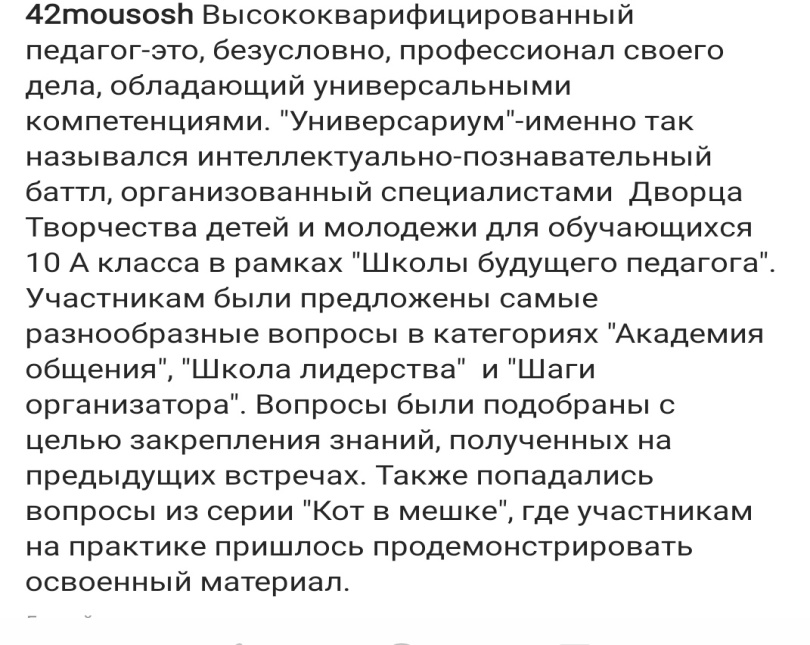 42mousosh Высококварифицированный
педагог-это, безусловно, профессионал своего
дела, обладающий универсальными
компетенциями. "Универсариум"-именно так
назывался интеллектуально-познавательный
баттл, организованный специалистами  Дворца
Творчества детей и молодежи для обучающихся
10 А класса в рамках "Школы будущего педагога".
Участникам были предложены самые
разнообразные вопросы в категориях "Академия
общения", "Школа лидерства"  и "Шаги
организатора". Вопросы были подобраны с
целью закрепления знаний, полученных на
предыдущих встречах. Также попадались
вопросы из серии "Кот в мешке", где участникам
на практике пришлось продемонстрировать
освоенный материал.